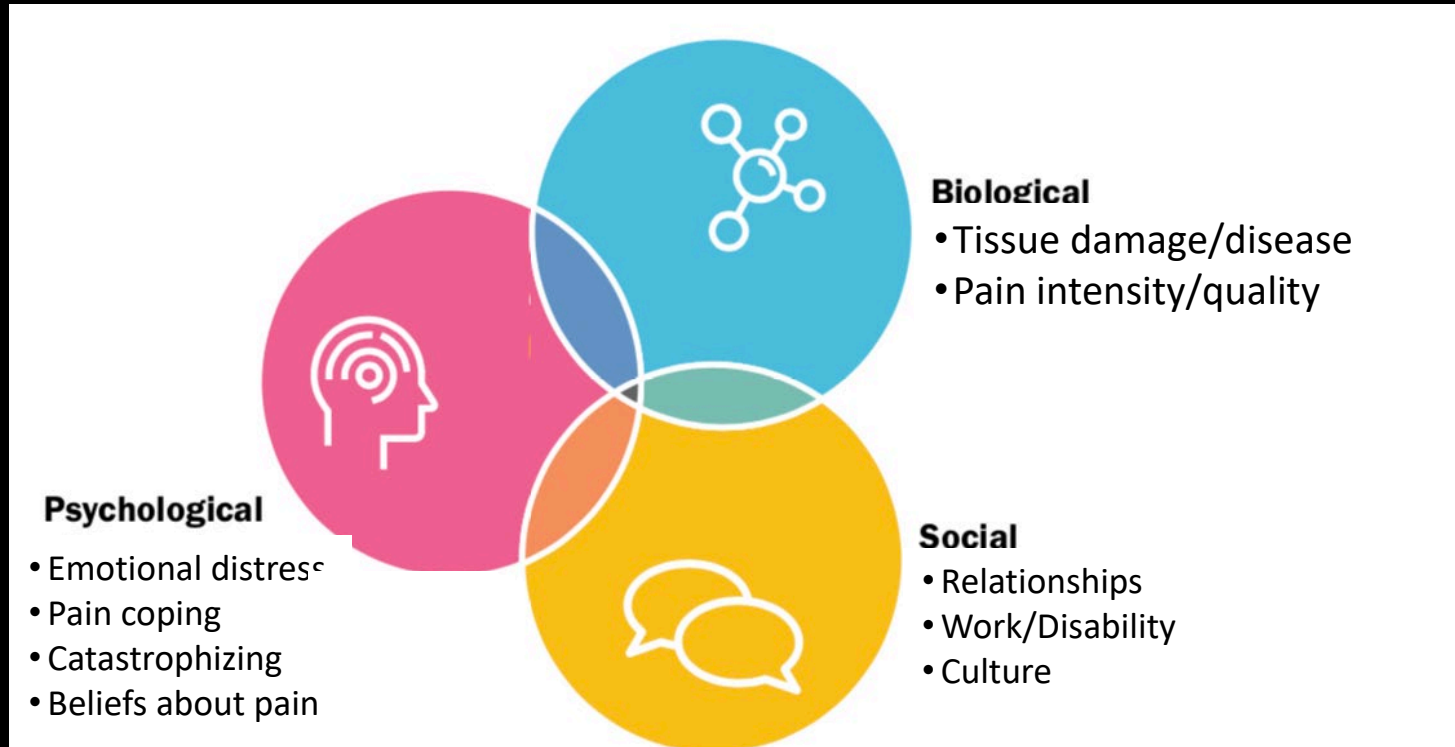 Biological
•Tissue damage/disease
•Pain intensity/quality
Psychological
• Emotional distress
• Pain coping
• Catastrophizing
• Beliefs about pain
Social
• Relationships
• Work/Disability
• Culture